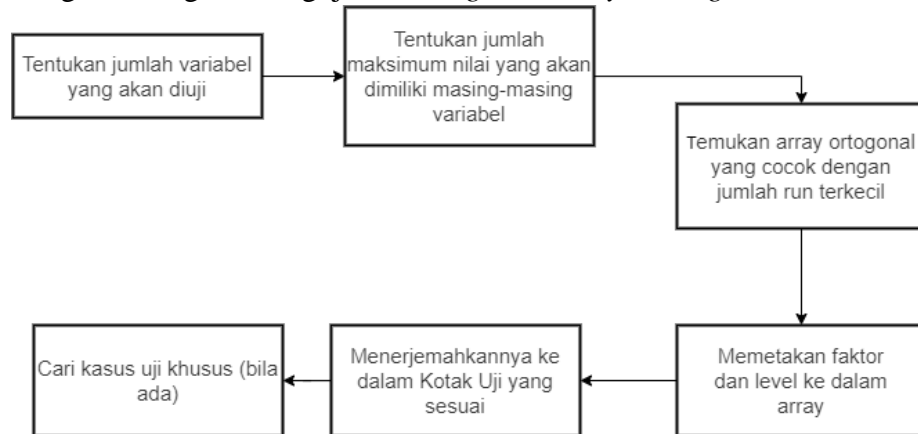 Tentukan jumlah variabel
yang akan diuji
Tentukan jumlah
maksimum nilai yang akan
dimiliki masing-masing
variabel
Temukan array ortogonal
yang cocok dengan
jumlah run terkecil
Memetakan faktor
dan level ke dalam
array
Menerjemahkannya ke
dalam Kotak Uji yang
sesuai
Cari kasus uji khusus (bila
ada)